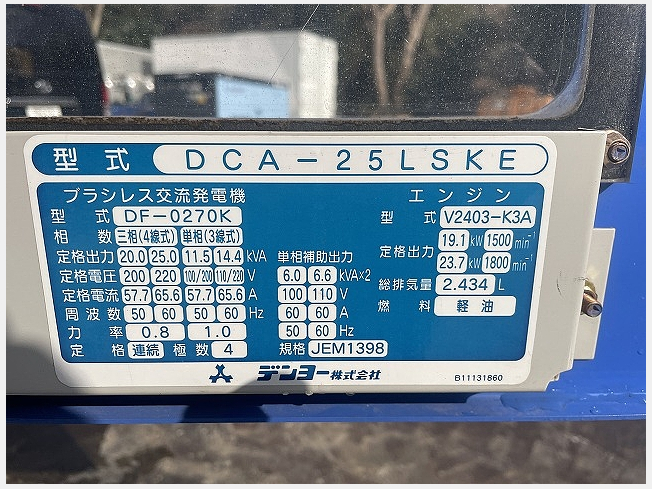 型式 DCA-25LSKE
ブラシレス交流発電機
型式 DF-0270K
相数 三相(4線式) 単相(3線式)
定格出力 20.0 25.0 11.5 14.4 kVA
定格電圧 200 220 100/200 110/220 V
定格電流 57.7 65.6 57.7 65.6 A
周波数 50 60 50 60 Hz
力率 0.8 1.0
定格 連続 極数 4
単相補助出力
6.0 6.6 kVA×2
100 110 V
60 60 A
50 60 Hz
規格 JEM1398
エンジン
型式 V2403-K3A
定格出力 19.1 kW 1500 min⁻¹
23.7 kW 1800 min⁻¹
総排気量 2.434 L
燃料 軽油
デンヨー株式会社
B11131860